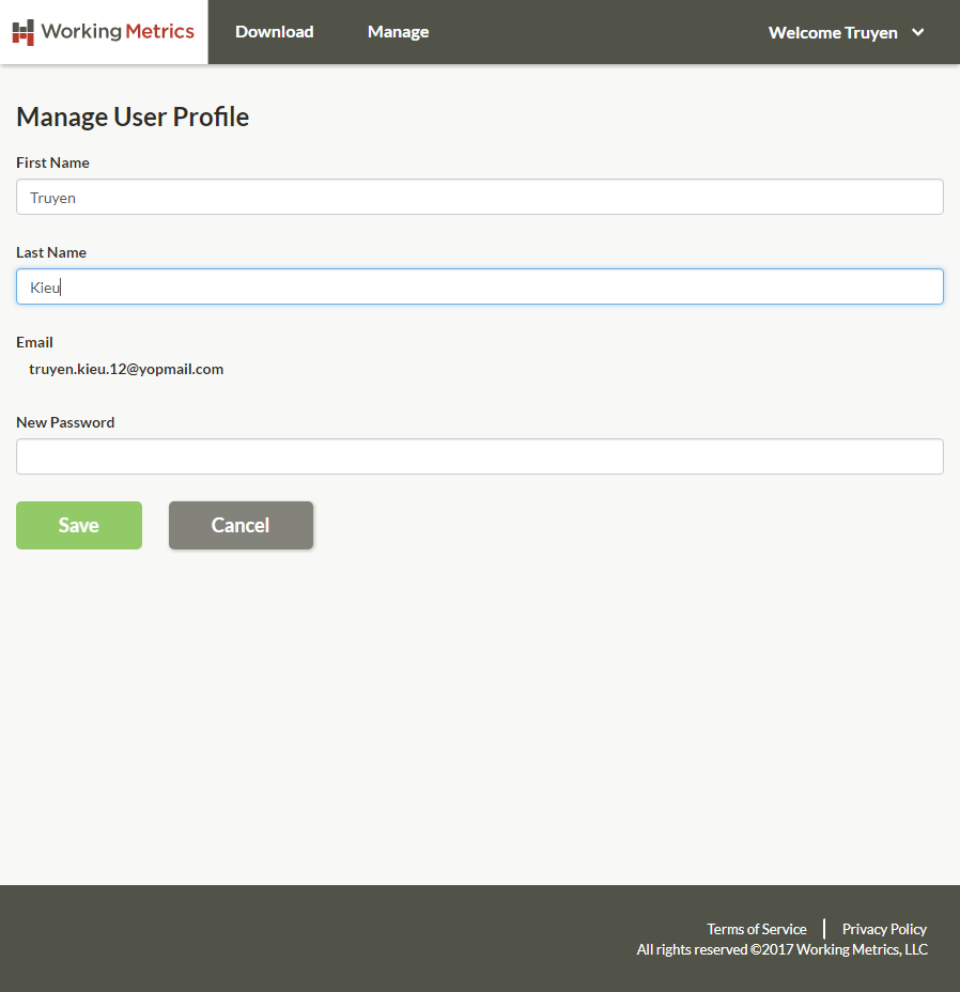 Working Metrics Download Manage Welcome Truyen
Manage User Profile
First Name
Truyen
Last Name
Kieu
Email
truyen.kieu.12@yopmail.com
New Password
Save Cancel
Terms of Service Privacy Policy
All rights reserved ©2017 Working Metrics, LLC